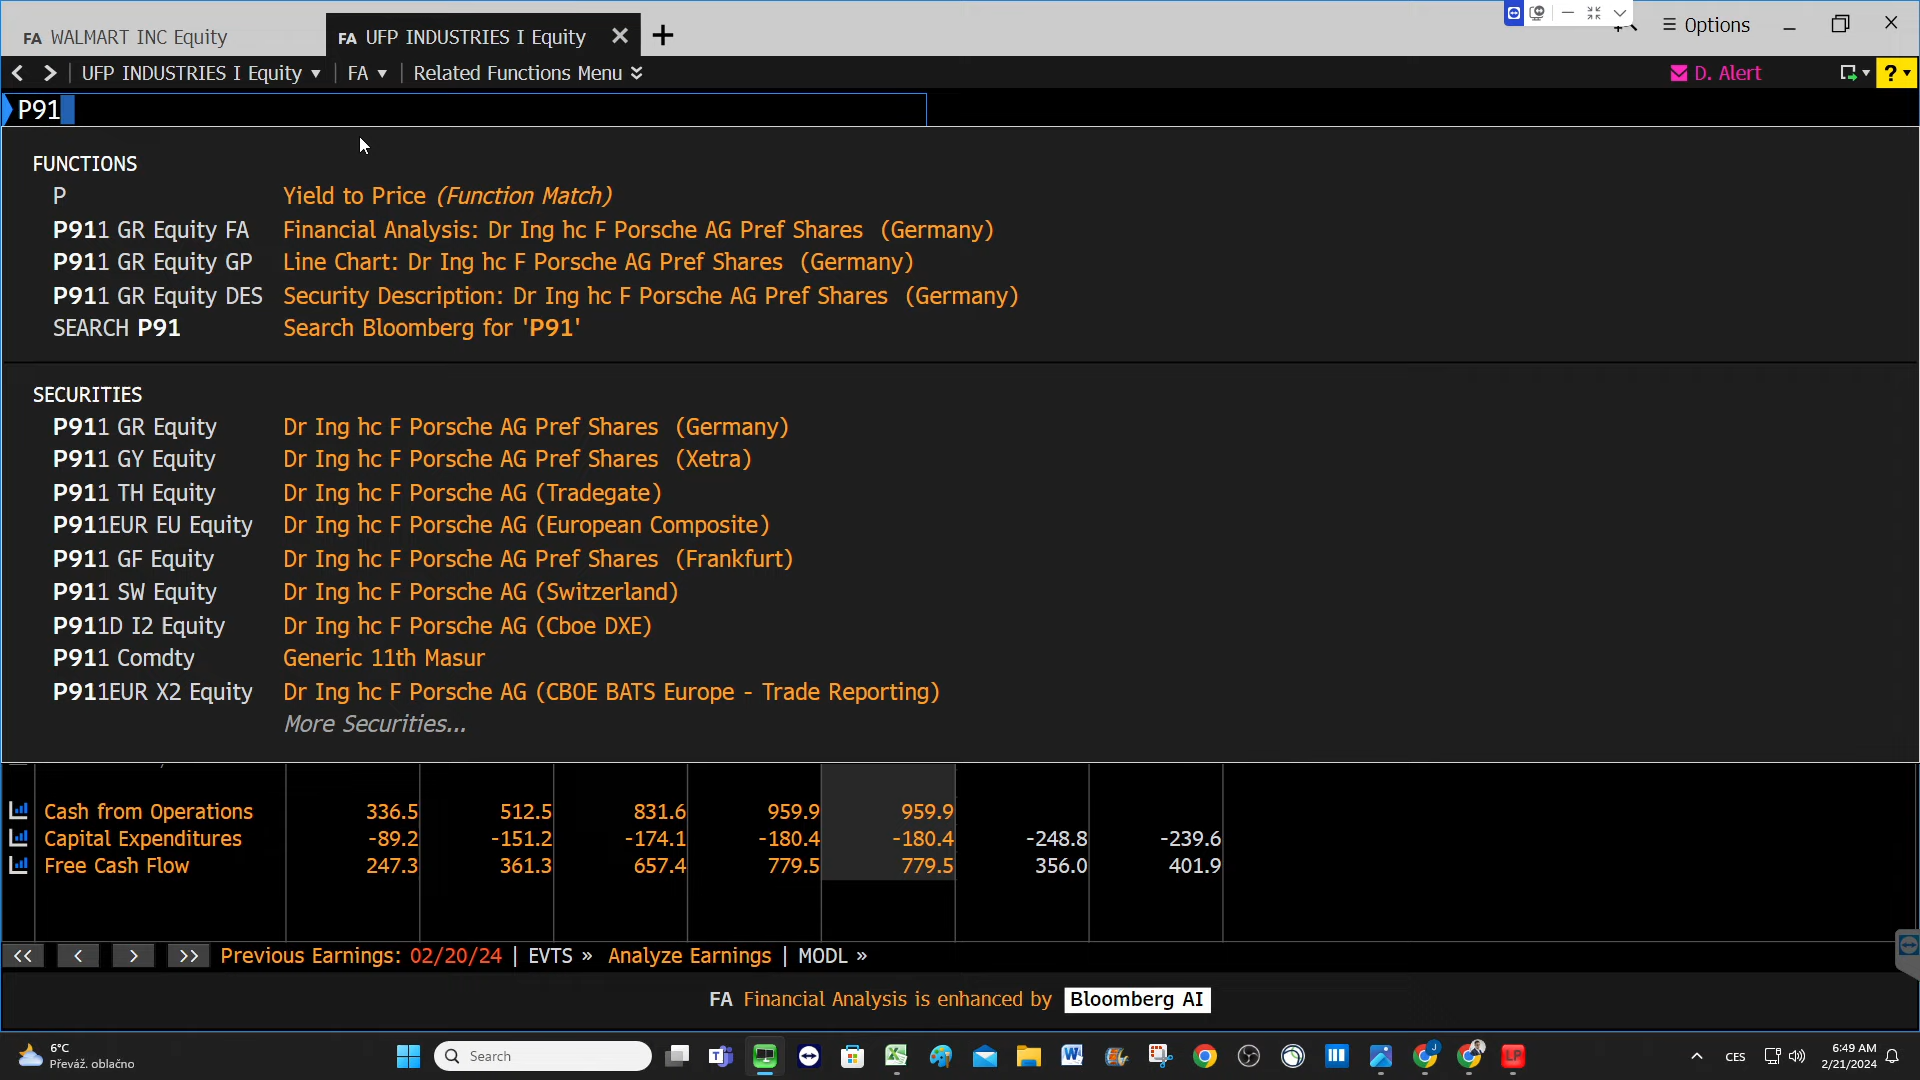 FA WALMART INC Equity
FA UFP INDUSTRIES I Equity
Options
UFP INDUSTRIES I Equity
FA
Related Functions Menu
D. Alert
?
P91
FUNCTIONS
P Yield to Price (Function Match)
P911 GR Equity FA Financial Analysis: Dr Ing hc F Porsche AG Pref Shares (Germany)
P911 GR Equity GP Line Chart: Dr Ing hc F Porsche AG Pref Shares (Germany)
P911 GR Equity DES Security Description: Dr Ing hc F Porsche AG Pref Shares (Germany)
SEARCH P91 Search Bloomberg for 'P91'
SECURITIES
P911 GR Equity Dr Ing hc F Porsche AG Pref Shares (Germany)
P911 GY Equity Dr Ing hc F Porsche AG Pref Shares (Xetra)
P911 TH Equity Dr Ing hc F Porsche AG (Tradegate)
P911EUR EU Equity Dr Ing hc F Porsche AG (European Composite)
P911 GF Equity Dr Ing hc F Porsche AG Pref Shares (Frankfurt)
P911 SW Equity Dr Ing hc F Porsche AG (Switzerland)
P911D I2 Equity Dr Ing hc F Porsche AG (Cboe DXE)
P911 Comdty Generic 11th Masur
P911EUR X2 Equity Dr Ing hc F Porsche AG (CBOE BATS Europe - Trade Reporting)
More Securities...
Cash from Operations 336.5 512.5 831.6 959.9 959.9
Capital Expenditures -89.2 -151.2 -174.1 -180.4 -180.4 -248.8 -239.6
Free Cash Flow 247.3 361.3 657.4 779.5 779.5 356.0 401.9
<< < > >> Previous Earnings: 02/20/24 | EVTS » Analyze Earnings | MODL »
FA Financial Analysis is enhanced by Bloomberg AI
6°C
Převáž. oblačno
Search
CES
6:49 AM
2/21/2024